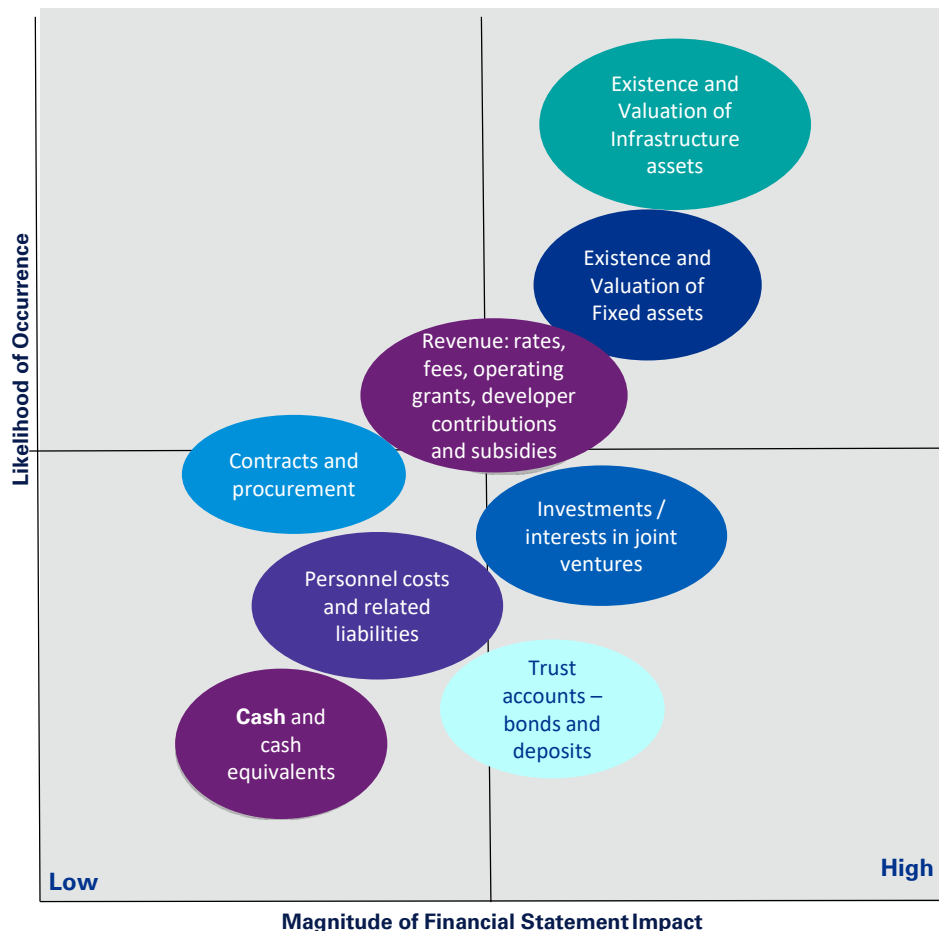 Existence and
Valuation of
Infrastructure
assets
Existence and
Valuation of
Fixed assets
Likelihood of Occurrence
Revenue: rates,
fees, operating
grants, developer
contributions
and subsidies
Contracts and
procurement
Investments /
interests in joint
ventures
Personnel costs
and related
liabilities
Trust
accounts –
bonds and
deposits
Cash and
cash
equivalents
Low
High
Magnitude of Financial Statement Impact